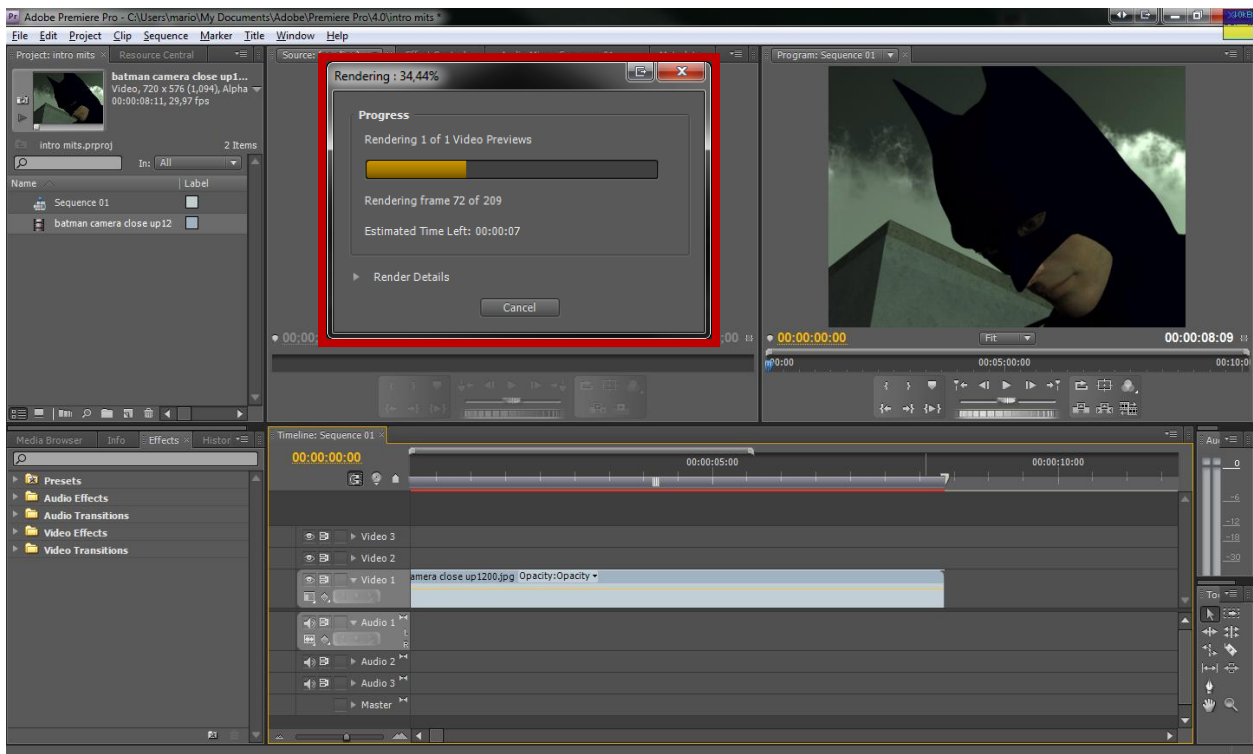 Adobe Premiere Pro - C:\Users\mario\My Documents\Adobe\Premiere Pro\4.0\intro mits *
File Edit Project Clip Sequence Marker Title Window Help
Project: intro mits
Resource Central
batman camera close up1...
Video, 720 x 576 (1,094), Alpha
00:00:08:11, 29,97 fps
intro mits.prproj
2 Items
In: All
Name
Label
Sequence 01
batman camera close up12
Source:
Rendering : 34,44%
Progress
Rendering 1 of 1 Video Previews
Rendering frame 72 of 209
Estimated Time Left: 00:00:07
Render Details
Cancel
Program: Sequence 01
00:00:00:00
Fit
00:00:08:09
00:05:00:00
00:10:0
Media Browser
Info
Effects
Histor
Presets
Audio Effects
Audio Transitions
Video Effects
Video Transitions
Timeline: Sequence 01
00:00:00:00
00:00:05:00
00:00:10:00
Video 3
Video 2
Video 1
amera close up1200.jpg Opacity:Opacity
Audio 1
L
R
Audio 2
Audio 3
Master
Au
0
-6
-12
-18
-30
To